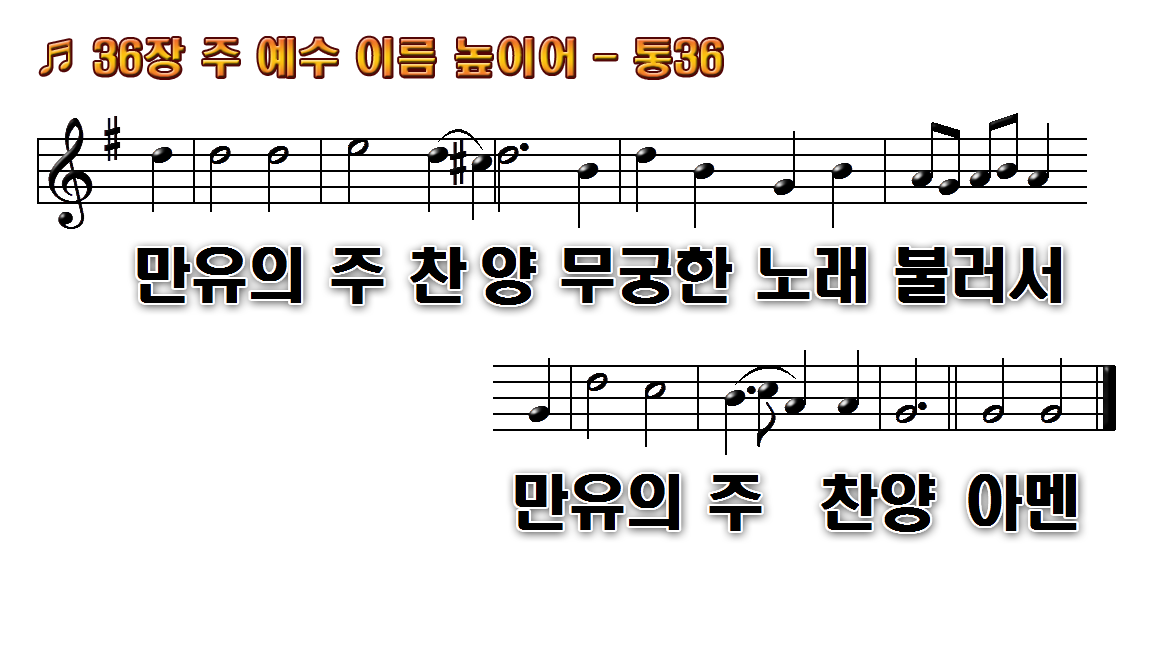 ♬ 36장 주 예수 이름 높이어 - 통36
만유의 주 찬양 무궁한 노래 불러서
만유의 주 찬양 아멘